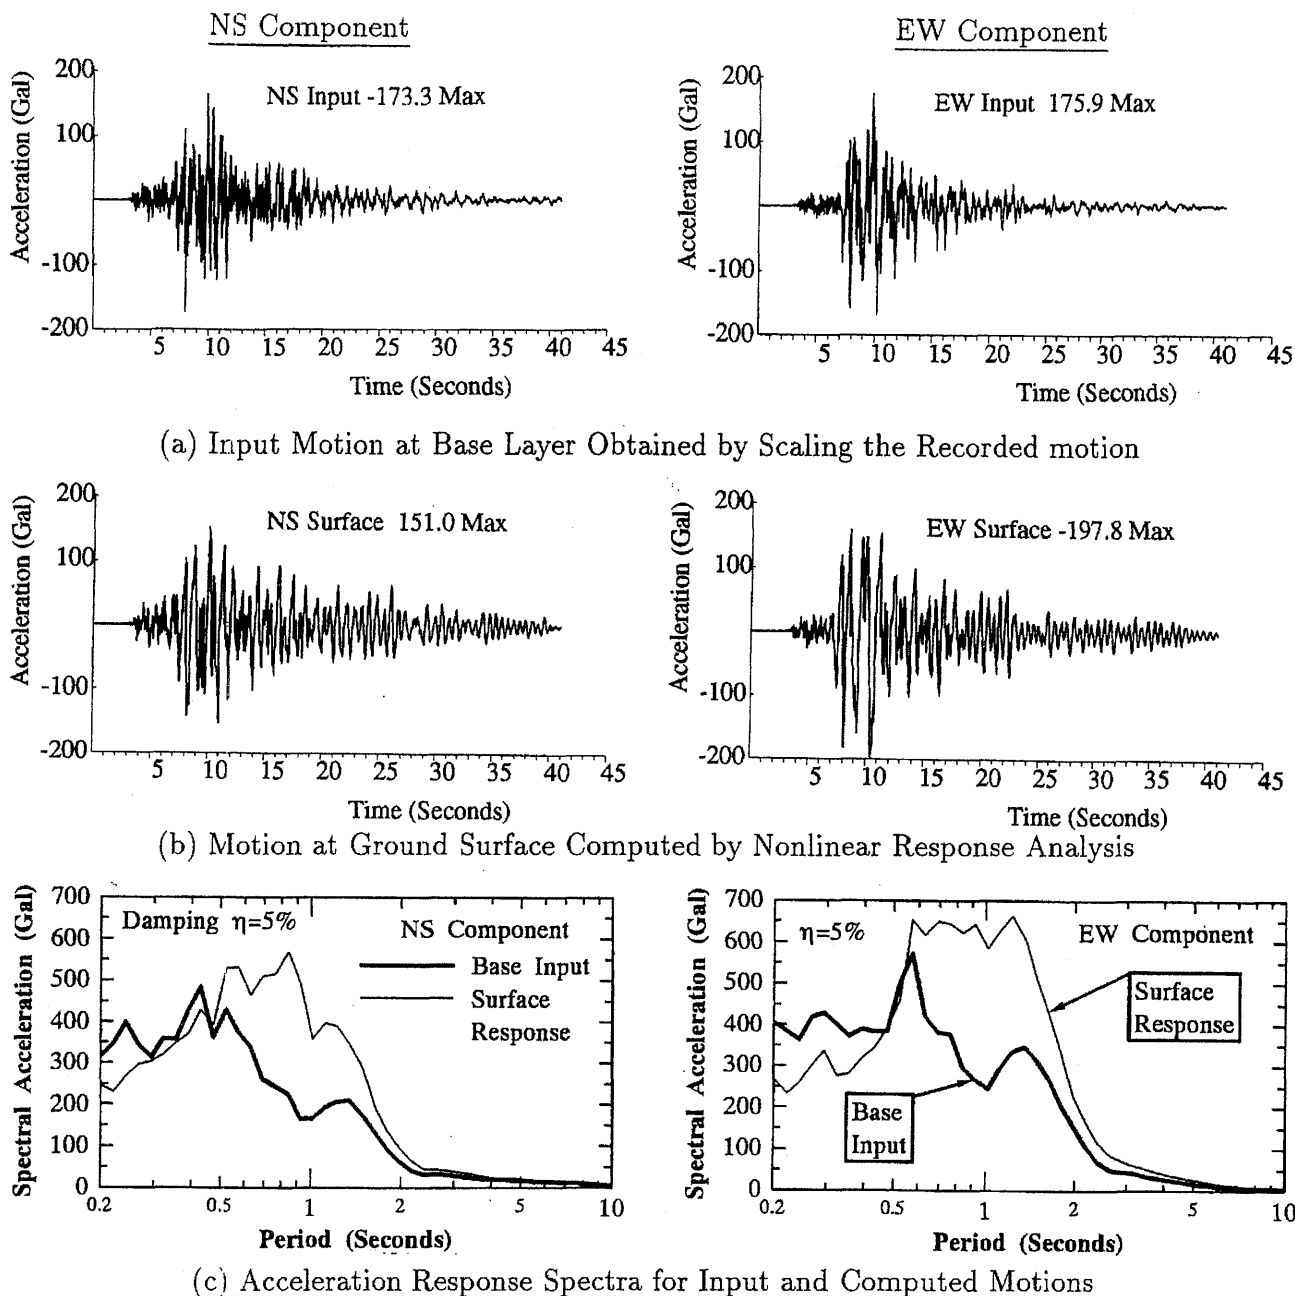 NS Component
EW Component
Acceleration (Gal)
200
100
-100
-200
NS Input -173.3 Max
5 10 15 20 25 30 35 40 45
Time (Seconds)
Acceleration (Gal)
200
100
-100
-200
EW Input 175.9 Max
5 10 15 20 25 30 35 40 45
Time (Seconds)
(a) Input Motion at Base Layer Obtained by Scaling the Recorded motion
Acceleration (Gal)
200
100
-100
-200
NS Surface 151.0 Max
5 10 15 20 25 30 35 40 45
Time (Seconds)
Acceleration (Gal)
200
100
-100
-200
EW Surface -197.8 Max
5 10 15 20 25 30 35 40 45
Time (Seconds)
(b) Motion at Ground Surface Computed by Nonlinear Response Analysis
Spectral Acceleration (Gal)
700
600
500
400
300
200
100
0
Damping η=5%
NS Component
Base Input
Surface
Response
0.2 0.5 1 2 5 10
Period (Seconds)
Spectral Acceleration (Gal)
700
600
500
400
300
200
100
0
η=5%
EW Component
Surface
Response
Base
Input
0.2 0.5 1 2 5 10
Period (Seconds)
(c) Acceleration Response Spectra for Input and Computed Motions